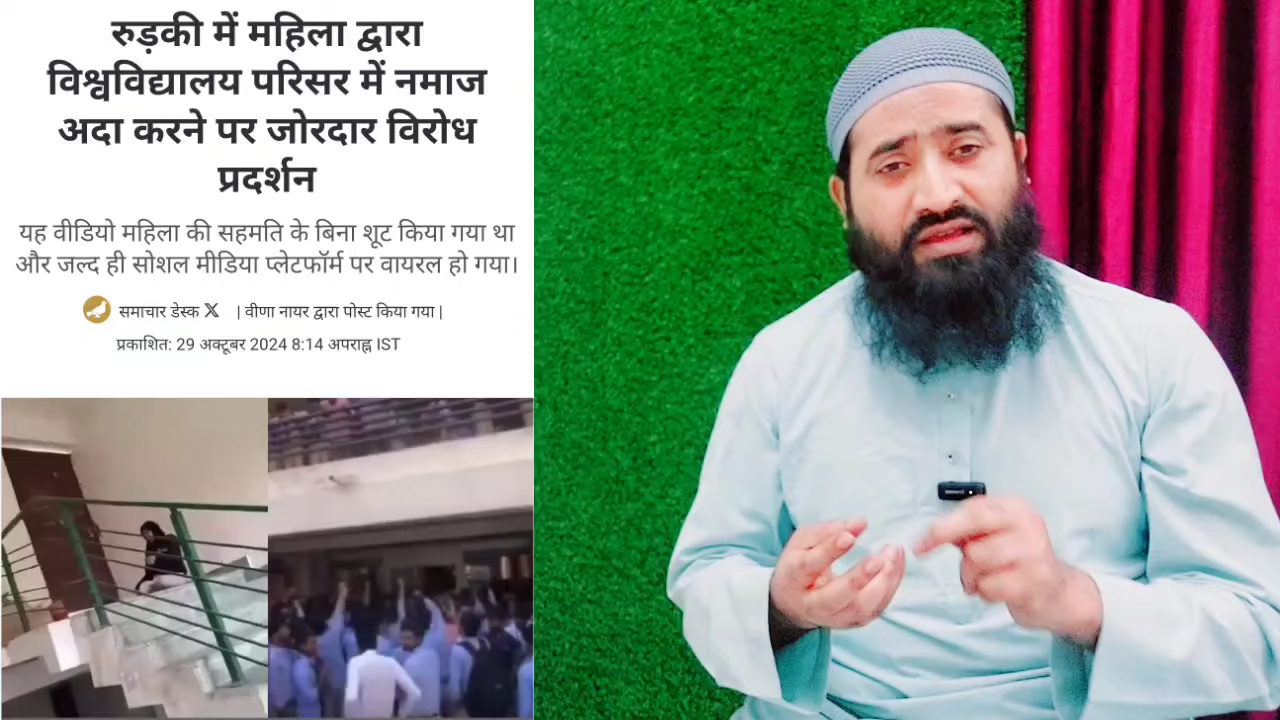 रुड़की में महिला द्वारा
विश्वविद्यालय परिसर में नमाज
अदा करने पर जोरदार विरोध
प्रदर्शन
यह वीडियो महिला की सहमति के बिना शूट किया गया था
और जल्द ही सोशल मीडिया प्लेटफॉर्म पर वायरल हो गया।
समाचार डेस्क X | वीणा नायर द्वारा पोस्ट किया गया |
प्रकाशित: 29 अक्टूबर 2024 8:14 अपराह्न IST